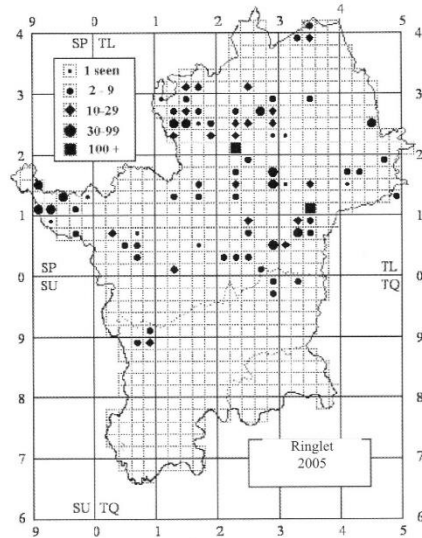 9 0 1 2 3 4 5
4 SP TL 4
1 seen
2 - 9
10-29
30-99
100 +
3 3
2 2
1 1
SP TL
0 0
SU TQ
9 9
8 8
7 7
Ringlet
2005
6 SU TQ 6
9 0 1 2 3 4 5